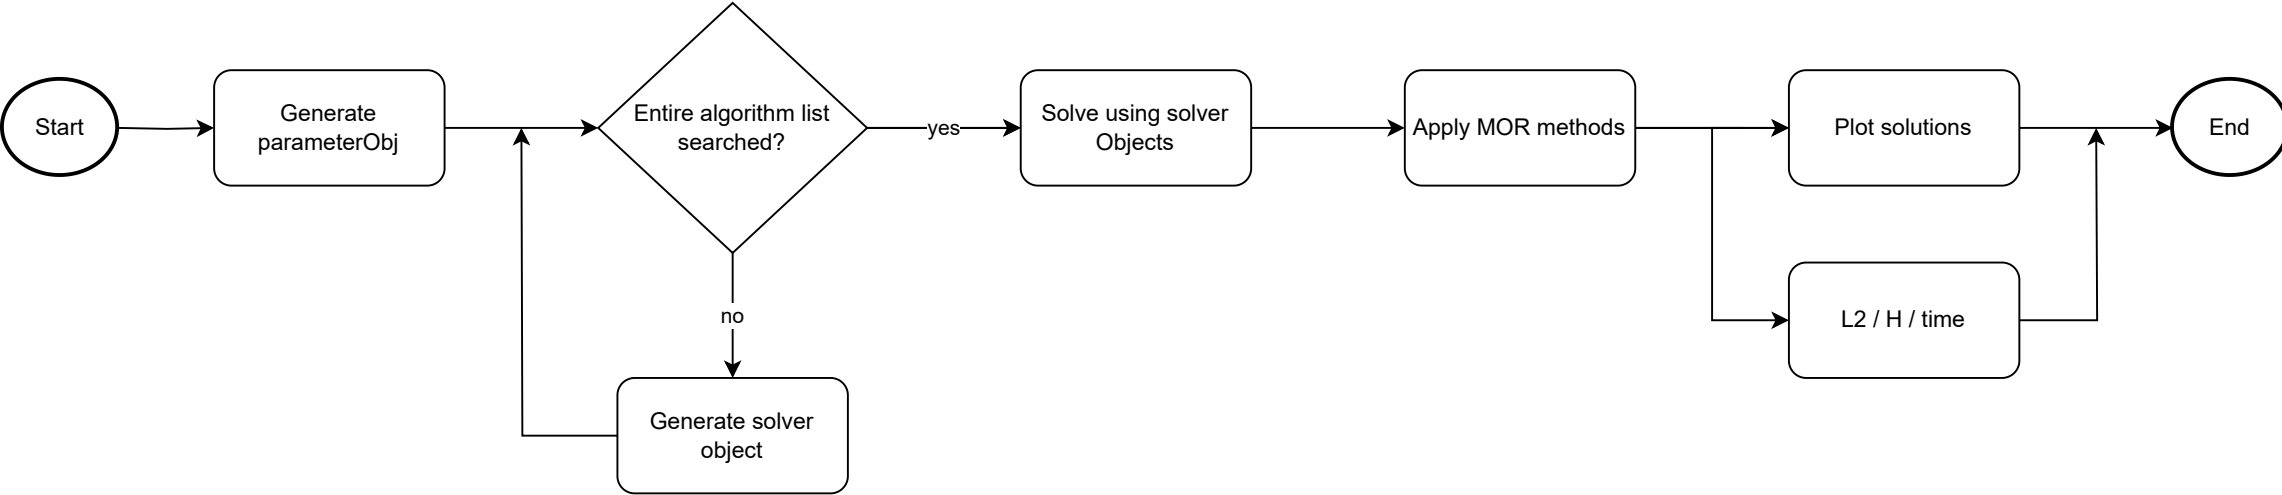 Start
Generate
parameterObj
Entire algorithm list
searched?
yes
Solve using solver
Objects
Apply MOR methods
Plot solutions
End
no
L2 / H / time
Generate solver
object